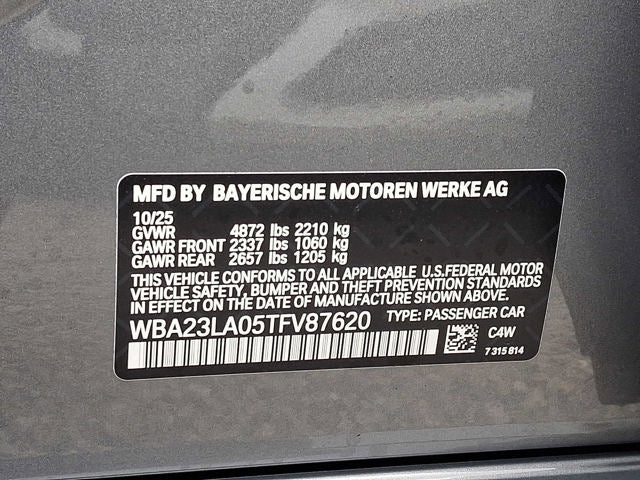 MFD BY BAYERISCHE MOTOREN WERKE AG
10/25
GVWR 4872 lbs 2210 kg
GAWR FRONT 2337 lbs 1060 kg
GAWR REAR 2657 lbs 1205 kg
THIS VEHICLE CONFORMS TO ALL APPLICABLE U.S.FEDERAL MOTOR
VEHICLE SAFETY, BUMPER AND THEFT PREVENTION STANDARDS
IN EFFECT ON THE DATE OF MANUFACTURE SHOWN ABOVE.
WBA23LA05TFV87620 TYPE: PASSENGER CAR
C4W
7 315 814